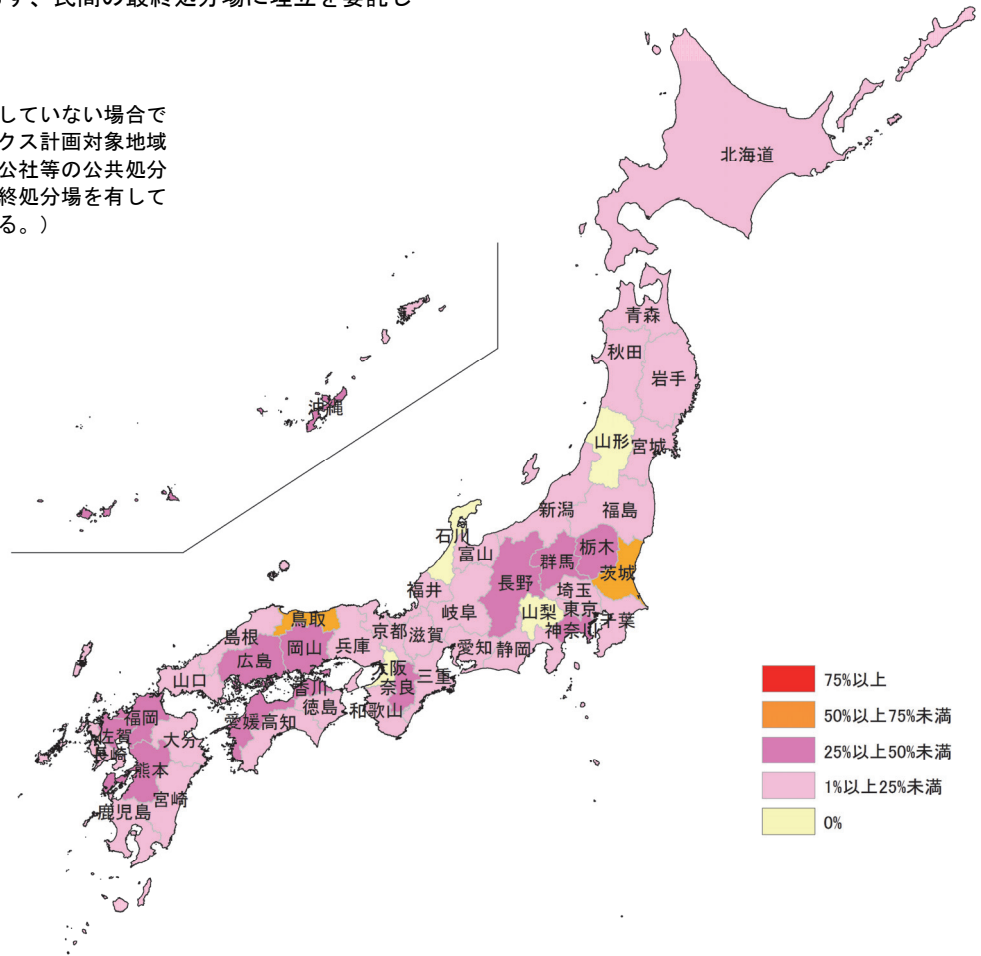 、民間の最終処分場に埋立を委託し
していない場合で
クス計画対象地域
公社等の公共処分
終処分場を有して
る。）
北海道
青森
秋田
岩手
山形
宮城
新潟
福島
石川
富山
栃木
群馬
茨城
長野
埼玉
福井
岐阜
山梨
東京
千葉
神奈川
鳥取
島根
京都
滋賀
愛知
静岡
岡山
兵庫
広島
大阪
三重
奈良
山口
香川
徳島
和歌山
愛媛
高知
福岡
佐賀
大分
長崎
熊本
宮崎
鹿児島
沖縄
75%以上
50%以上75%未満
25%以上50%未満
1%以上25%未満
0%